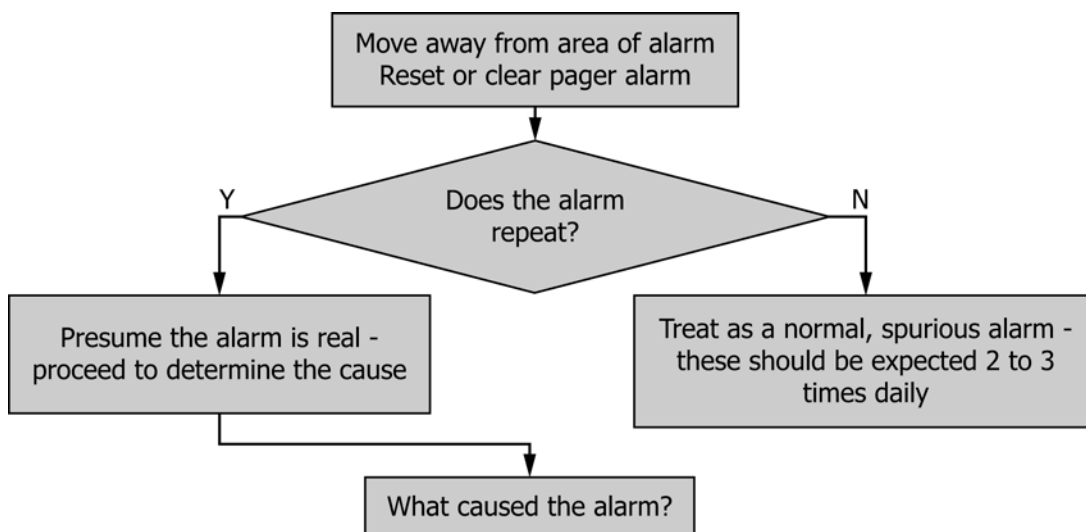 Move away from area of alarm
Reset or clear pager alarm
Does the alarm
repeat?
Y
N
Presume the alarm is real -
proceed to determine the cause
Treat as a normal, spurious alarm -
these should be expected 2 to 3
times daily
What caused the alarm?